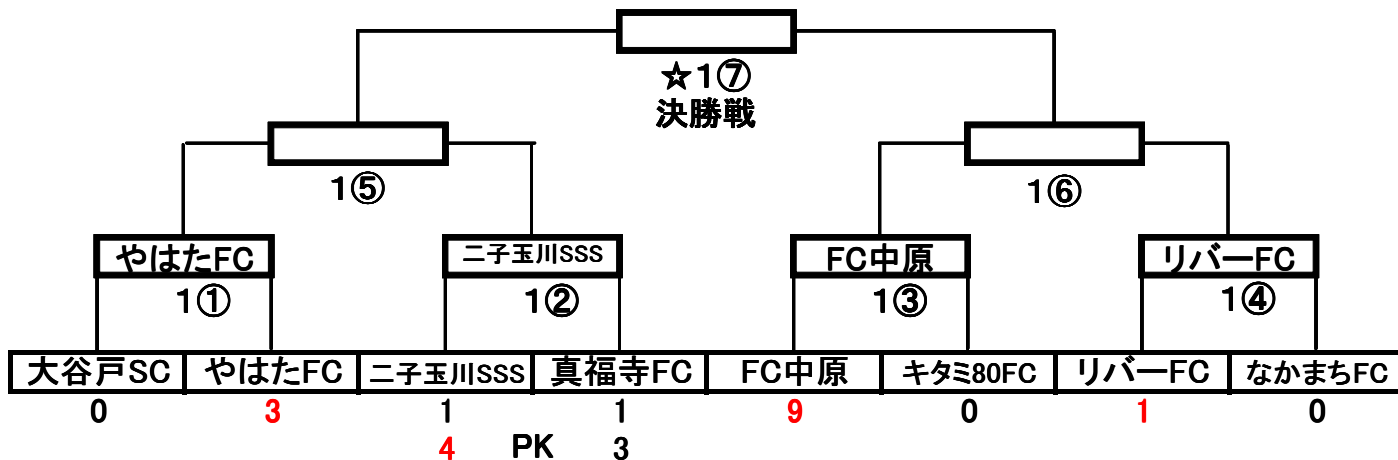 ☆1⑦
決勝戦
1⑤ 1⑥
やはたFC 二子玉川SSS FC中原 リバーFC
1① 1② 1③ 1④
大谷戸SC やはたFC 二子玉川SSS 真福寺FC FC中原 キタミ80FC リバーFC なかまちFC
0 3 1 1 9 0 1 0
4 PK 3